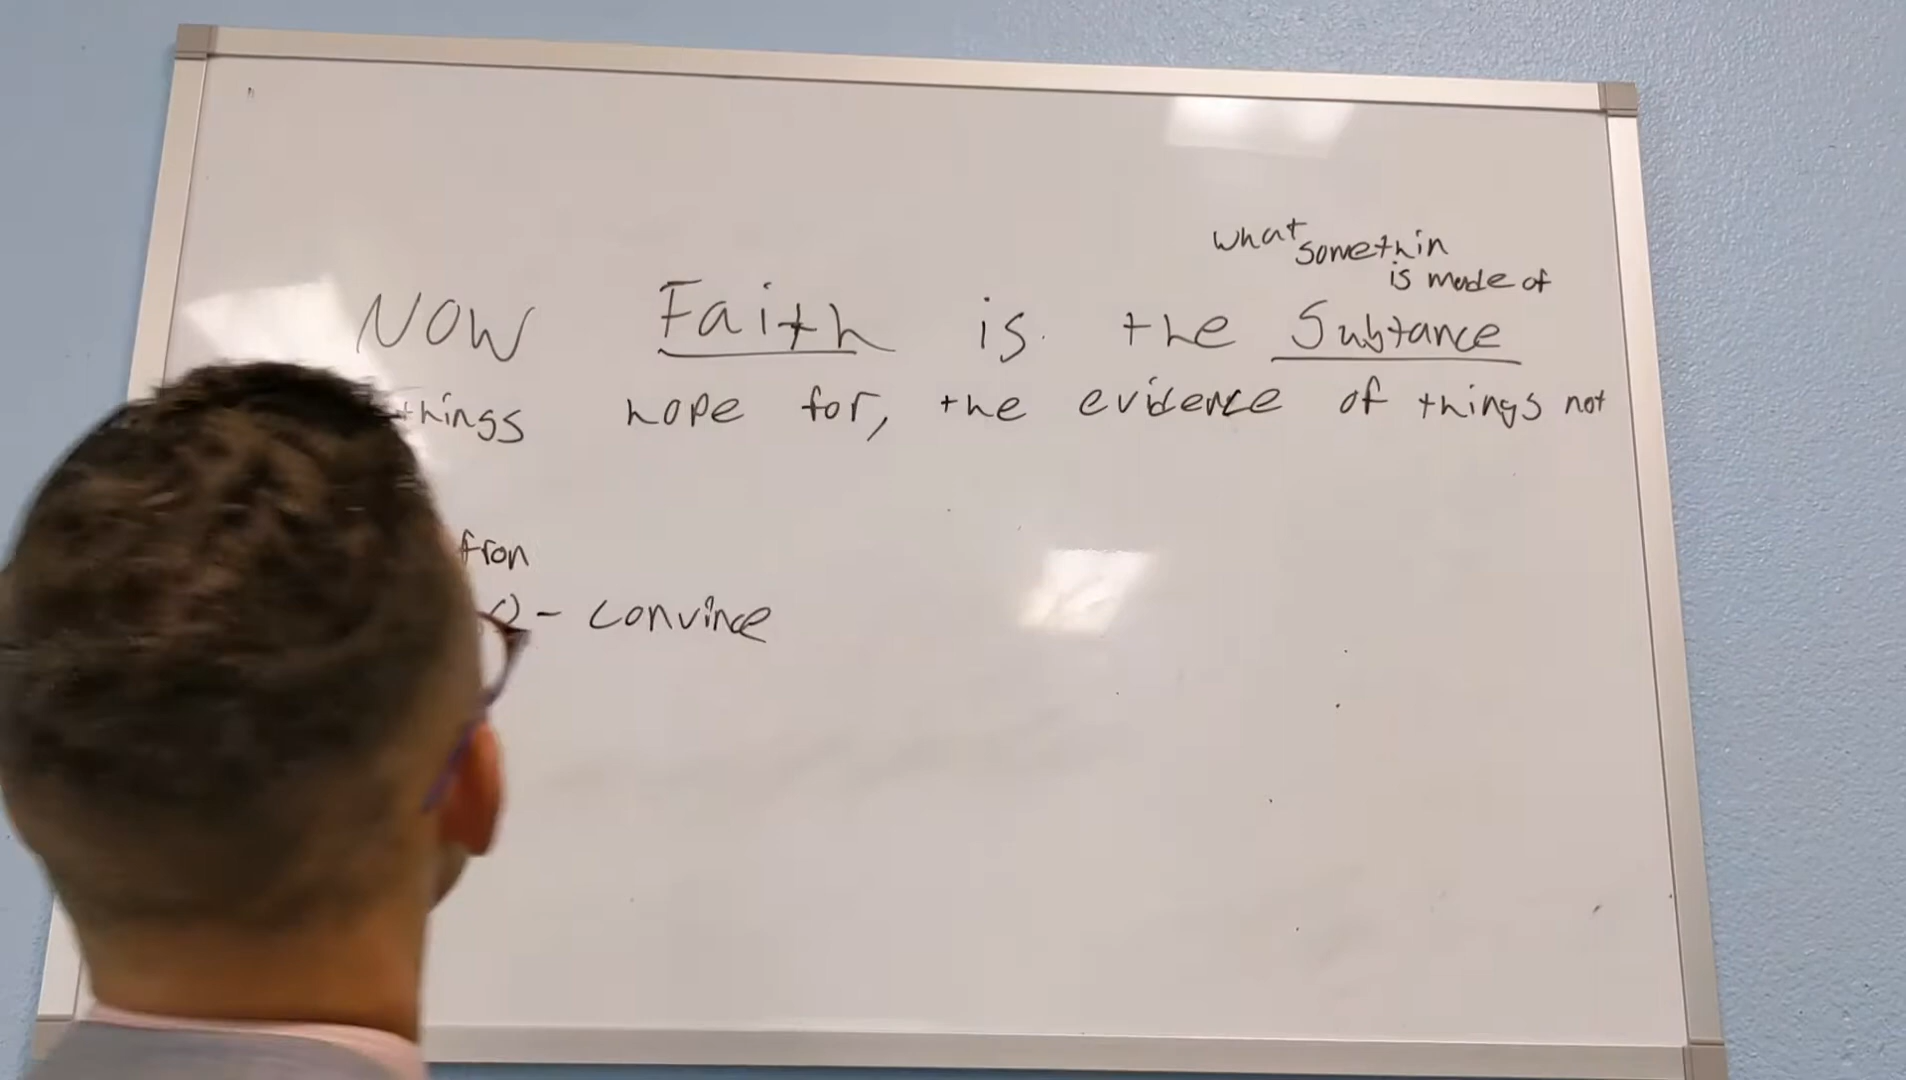 what
somethin
is made of
NOW Faith is the Substance
things hope for, the evidence of things not
from
- convince